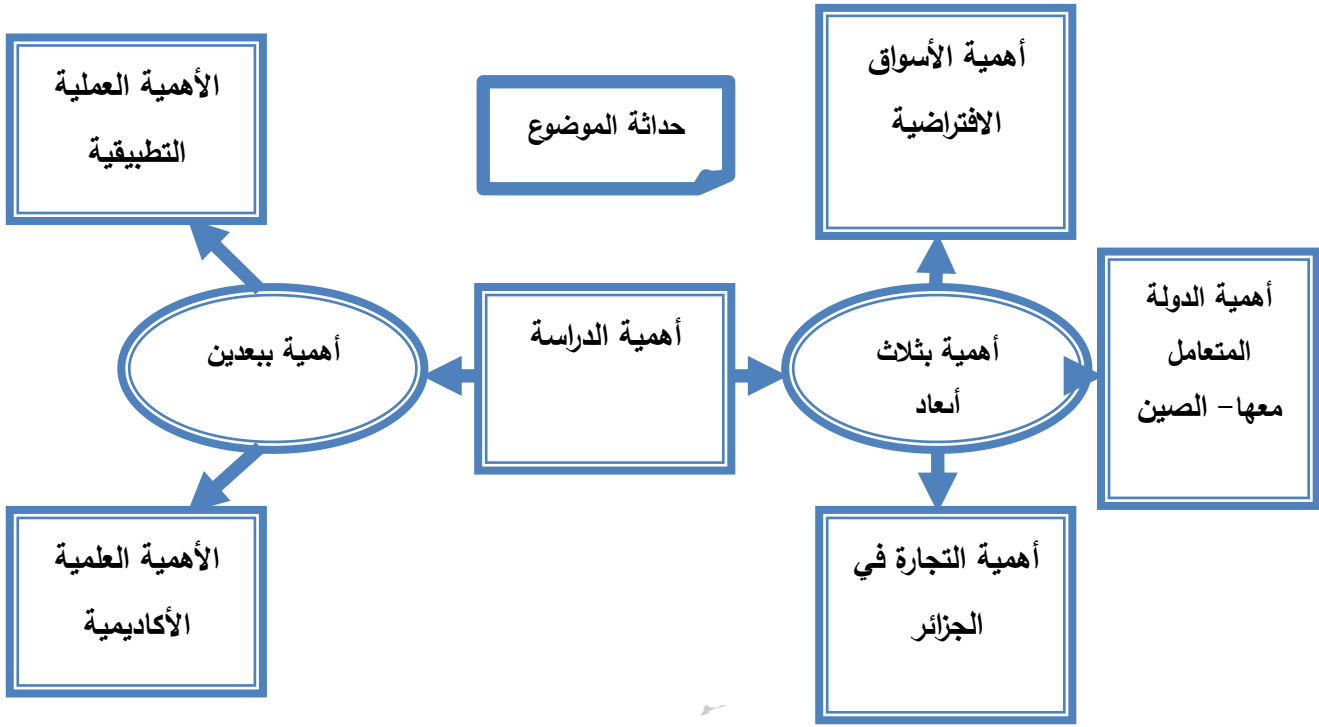 أهمية الأسواق
الافتراضية
حداثة الموضوع
الأهمية العملية
التطبيقية
أهمية الدولة
المتعامل
معها- الصين
أهمية بثلاث
أبعاد
أهمية الدراسة
أهمية ببعدين
أهمية التجارة في
الجزائر
الأهمية العلمية
الأكاديمية